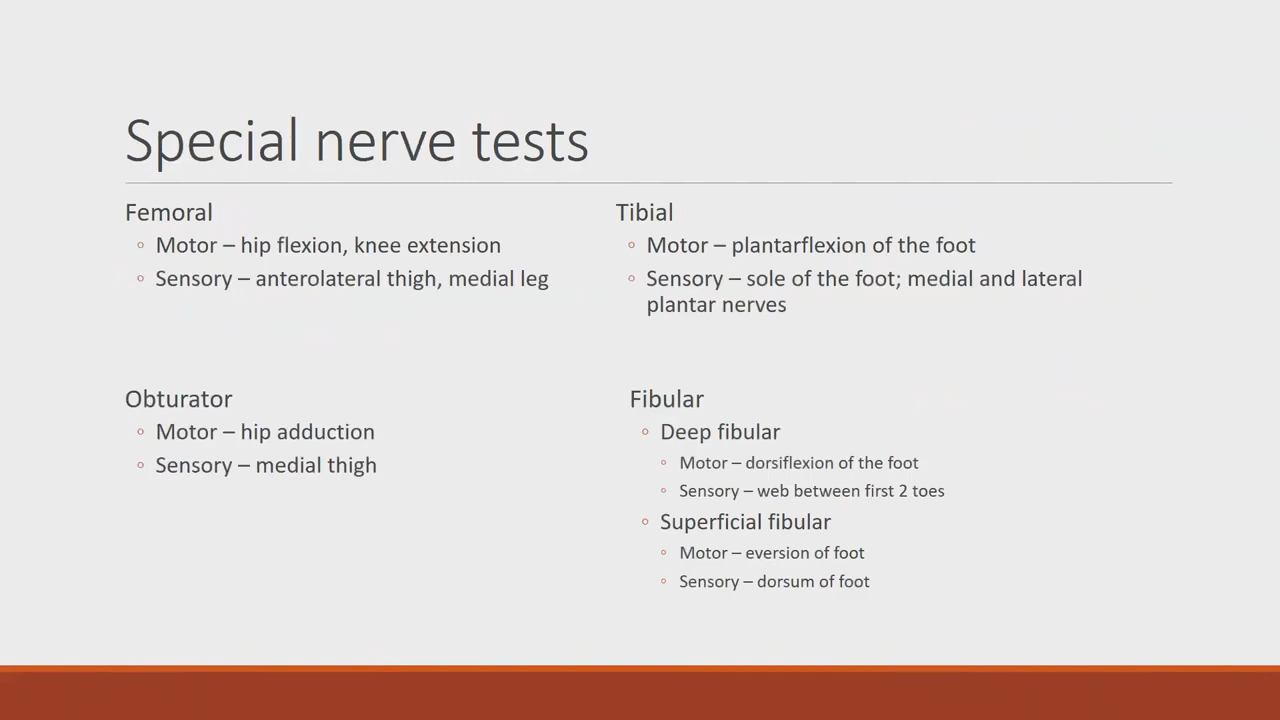 Special nerve tests
Femoral
◦ Motor – hip flexion, knee extension
◦ Sensory – anterolateral thigh, medial leg
Obturator
◦ Motor – hip adduction
◦ Sensory – medial thigh
Tibial
◦ Motor – plantarflexion of the foot
◦ Sensory – sole of the foot; medial and lateral
plantar nerves
Fibular
◦ Deep fibular
◦ Motor – dorsiflexion of the foot
◦ Sensory – web between first 2 toes
◦ Superficial fibular
◦ Motor – eversion of foot
◦ Sensory – dorsum of foot